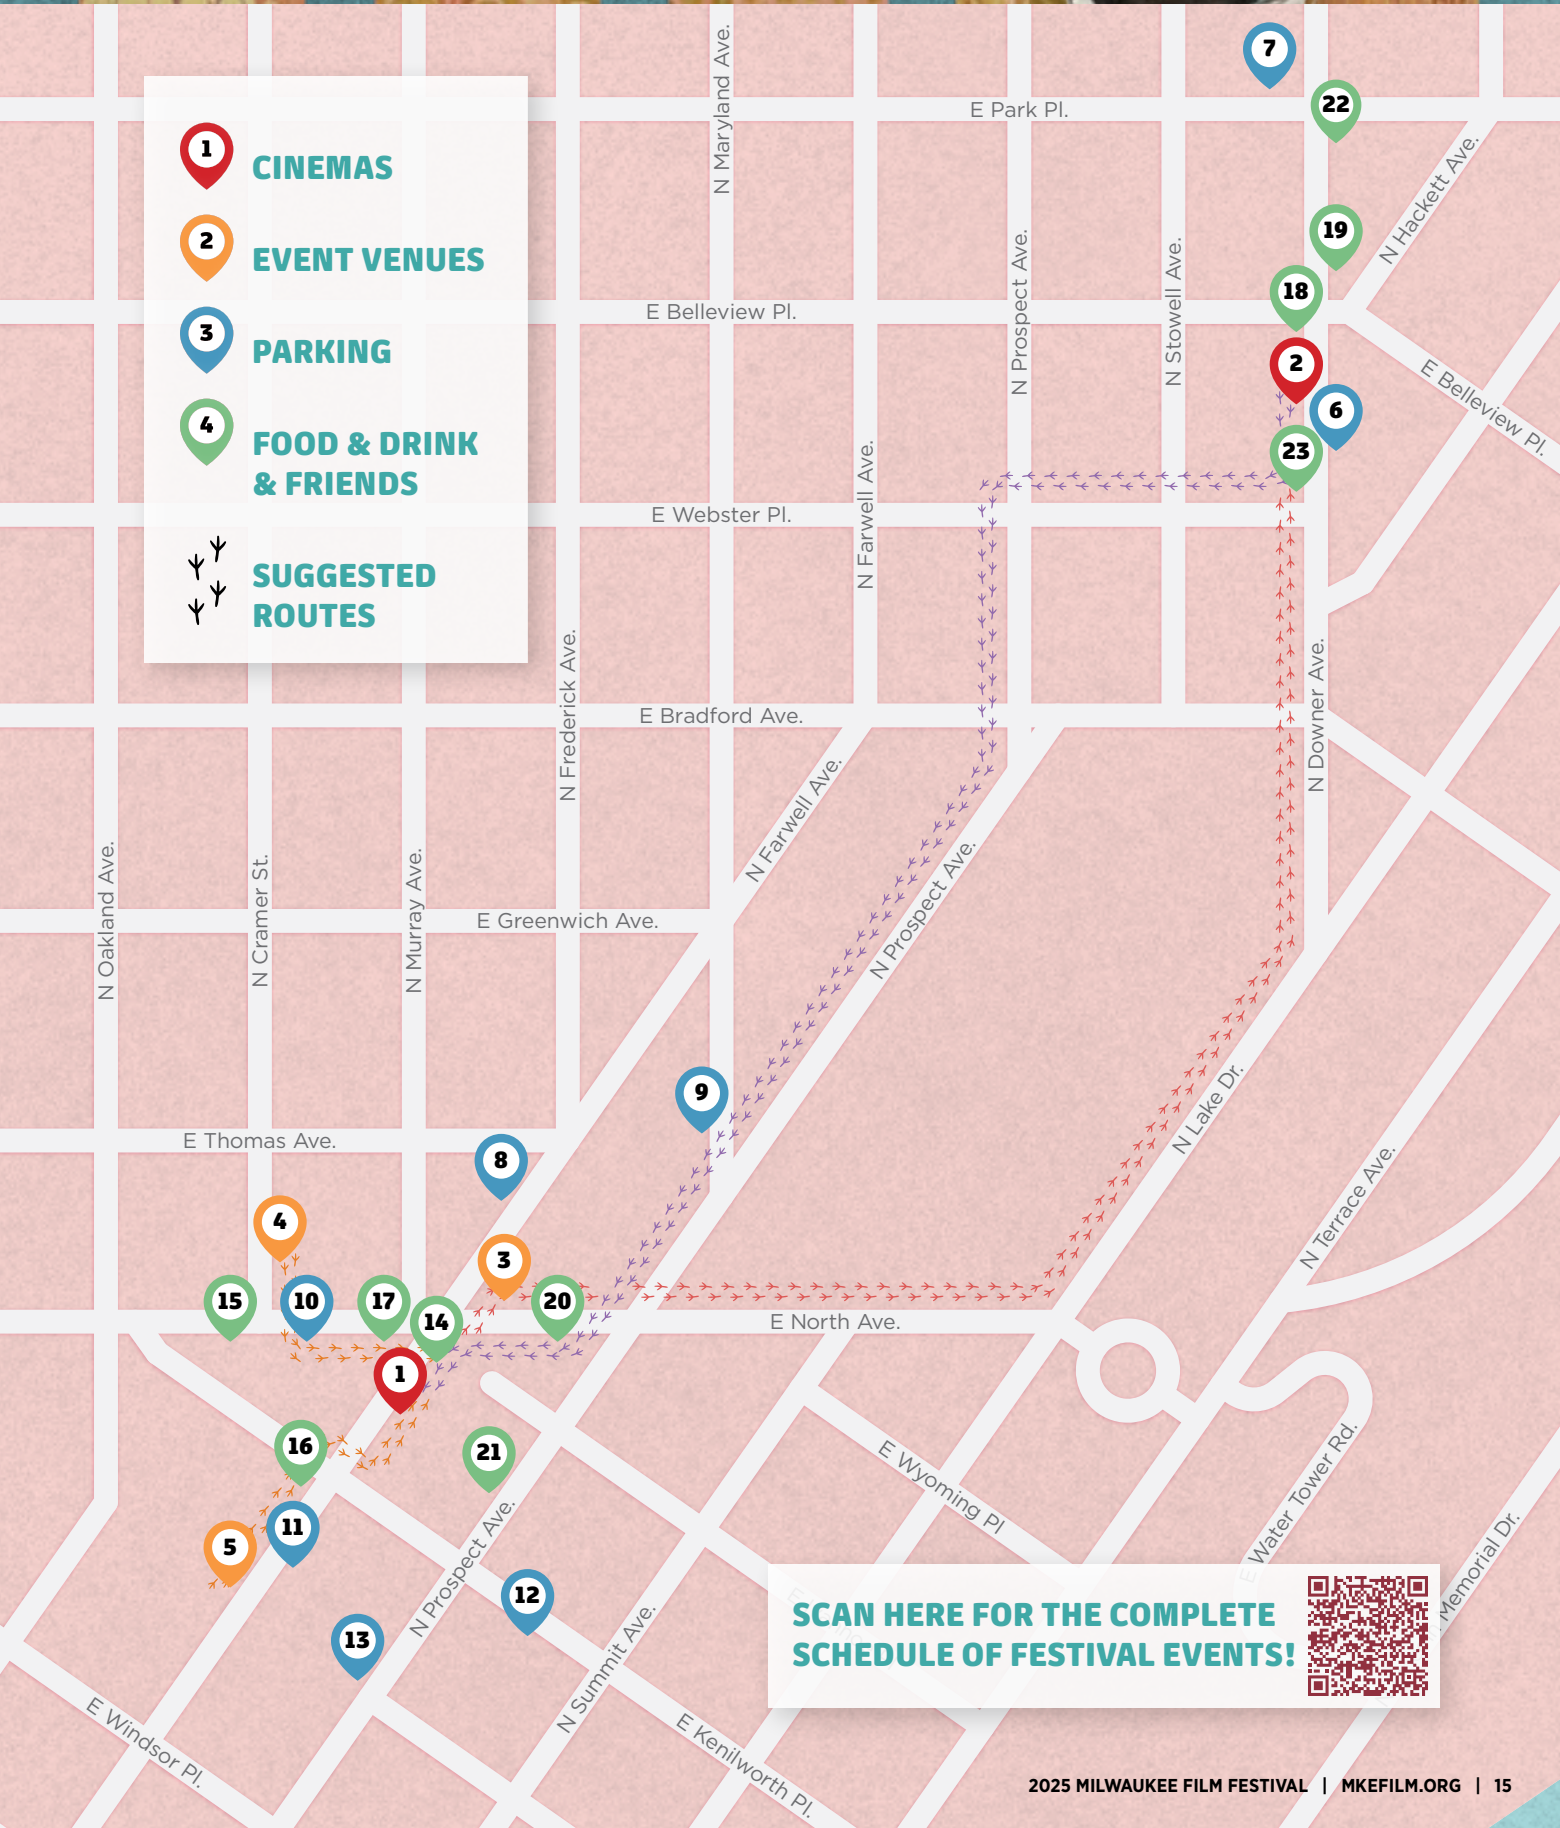 7
22
E Park Pl.
N Maryland Ave.
N Hackett Ave.
1
CINEMAS
2
EVENT VENUES
3
PARKING
4
FOOD & DRINK
& FRIENDS
SUGGESTED
ROUTES
19
18
N Prospect Ave.
N Stowell Ave.
E Belleview Pl.
2
6
E Belleview Pl.
23
N Farwell Ave.
E Webster Pl.
N Frederick Ave.
E Bradford Ave.
N Downer Ave.
N Farwell Ave.
N Oakland Ave.
N Cramer St.
N Murray Ave.
E Greenwich Ave.
N Prospect Ave.
9
N Lake Dr.
E Thomas Ave.
8
N Terrace Ave.
4
3
15
10
17
14
20
E North Ave.
1
16
21
E Wyoming Pl
E Water Tower Rd.
11
5
N Prospect Ave.
12
13
N Summit Ave.
Memorial Dr.
SCAN HERE FOR THE COMPLETE
SCHEDULE OF FESTIVAL EVENTS!
E Windsor Pl.
E Kenilworth Pl.
2025 MILWAUKEE FILM FESTIVAL | MKEFILM.ORG | 15